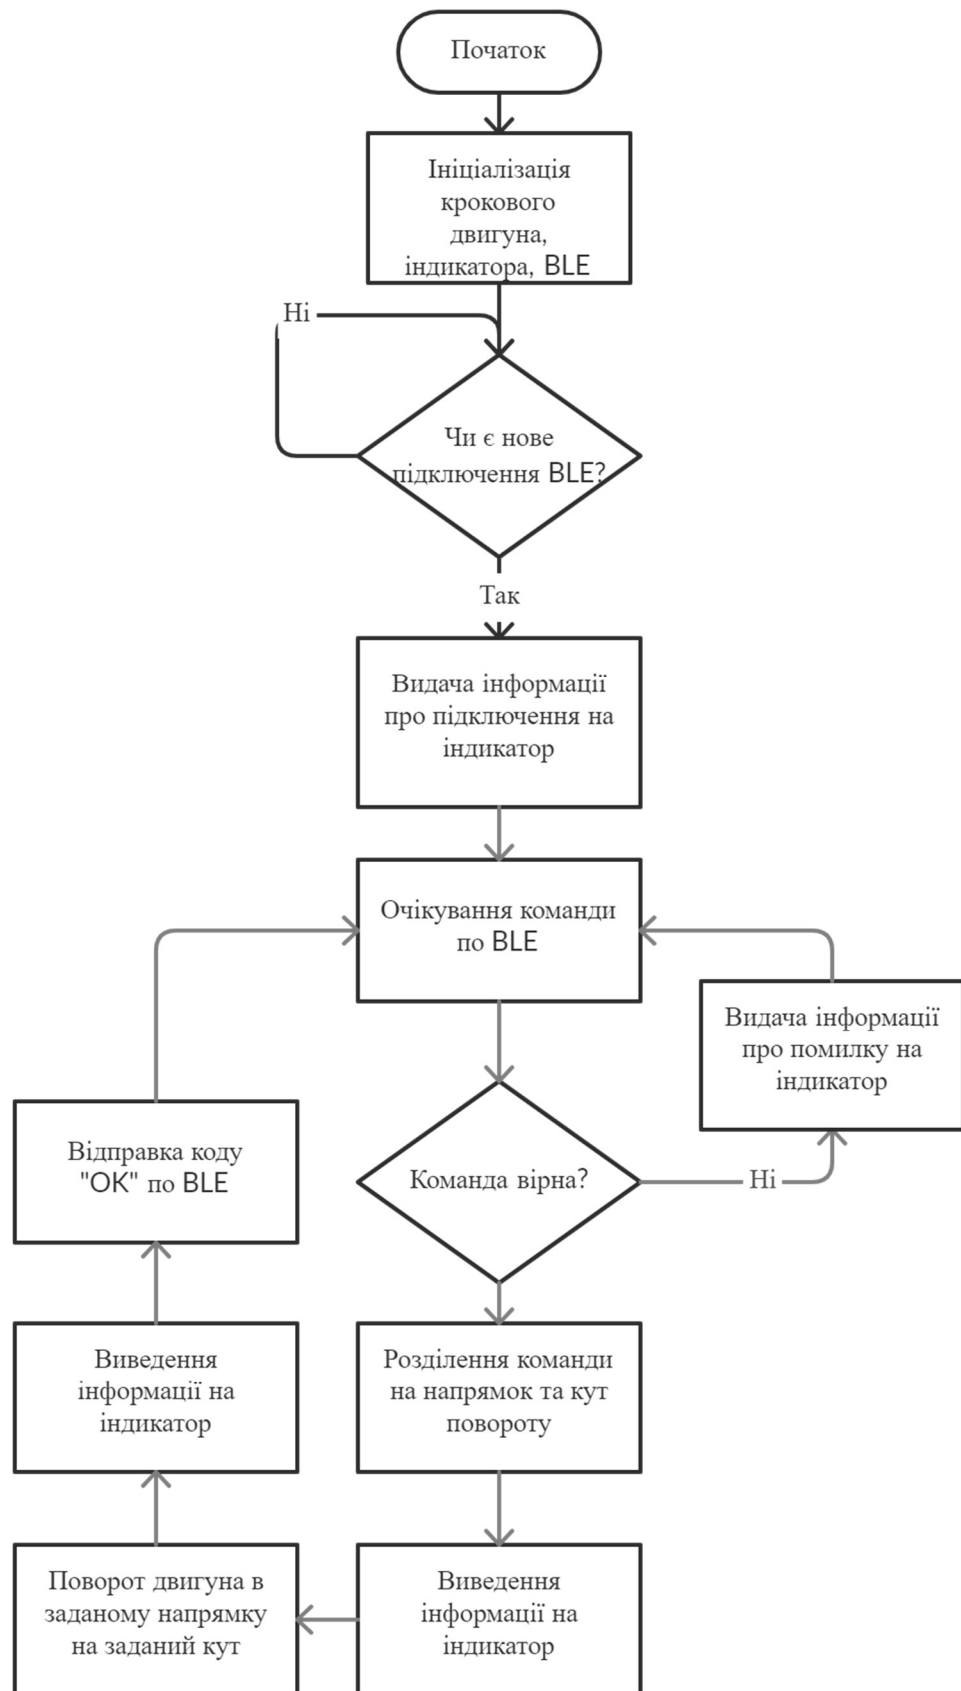 Початок
Ініціалізація
крокового
двигуна,
індикатора, BLE
Ні
Чи є нове
підключення BLE?
Так
Видача інформації
про підключення на
індикатор
Очікування команди
по BLE
Видача інформації
про помилку на
індикатор
Відправка коду
"OK" по BLE
Команда вірна?
Ні
Виведення
інформації на
індикатор
Розділення команди
на напрямок та кут
повороту
Поворот двигуна в
заданому напрямку
на заданий кут
Виведення
інформації на
індикатор